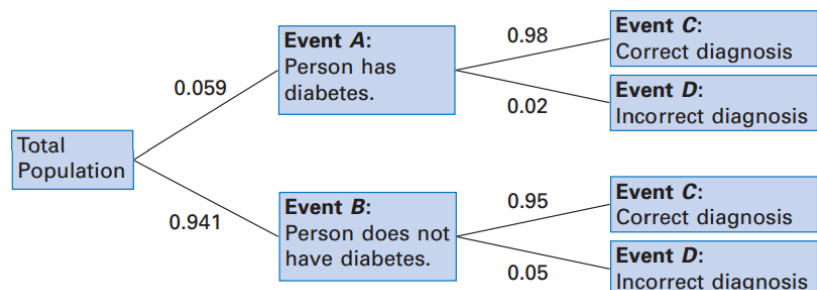 Event A:
Person has
diabetes.
0.059
0.98
Event C:
Correct diagnosis
0.02
Event D:
Incorrect diagnosis
Total
Population
0.941
Event B:
Person does not
have diabetes.
0.95
Event C:
Correct diagnosis
0.05
Event D:
Incorrect diagnosis